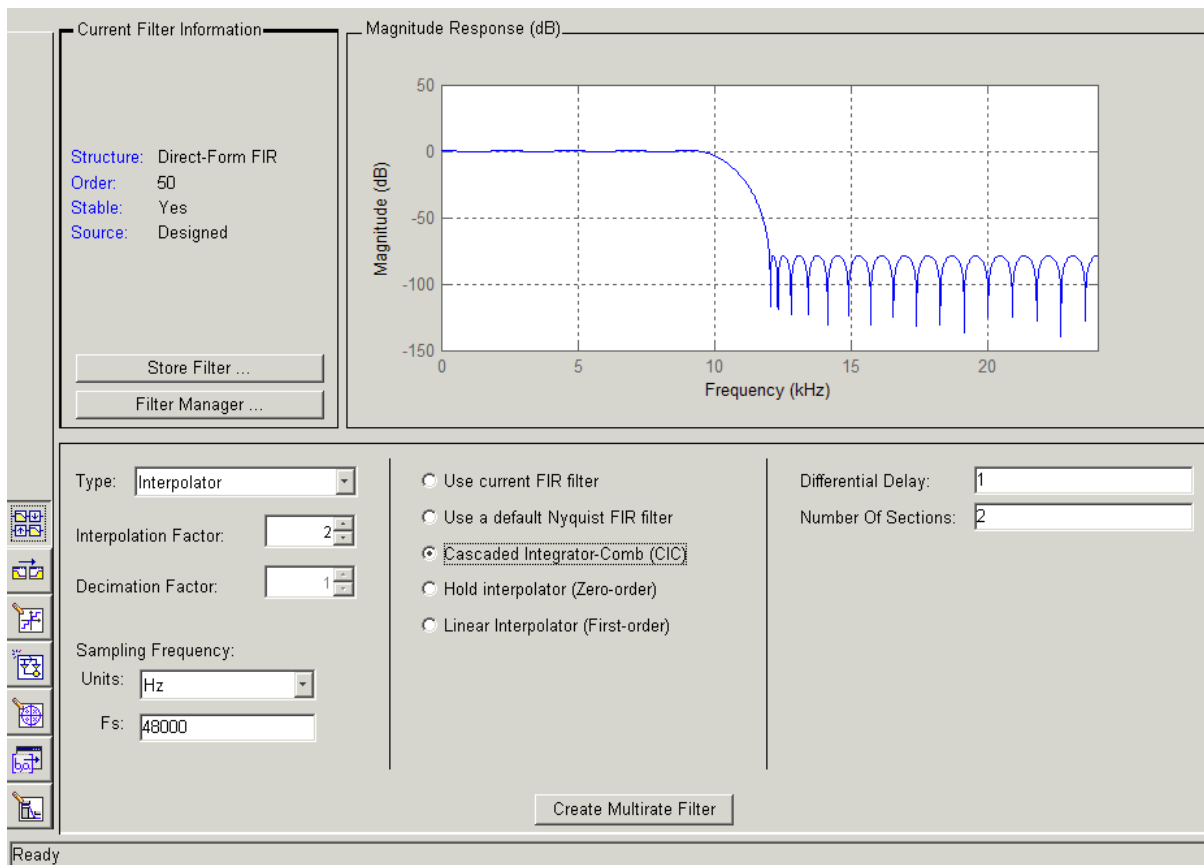 Current Filter Information
Structure: Direct-Form FIR
Order: 50
Stable: Yes
Source: Designed
Store Filter ...
Filter Manager ...
Magnitude Response (dB)
50
0
-50
-100
-150
Magnitude (dB)
0 5 10 15 20
Frequency (kHz)
Type: Interpolator
Interpolation Factor: 2
Decimation Factor: 1
Sampling Frequency:
Units: Hz
Fs: 48000
Use current FIR filter
Use a default Nyquist FIR filter
Cascaded Integrator-Comb (CIC)
Hold interpolator (Zero-order)
Linear Interpolator (First-order)
Differential Delay: 1
Number Of Sections: 2
Create Multirate Filter
Ready